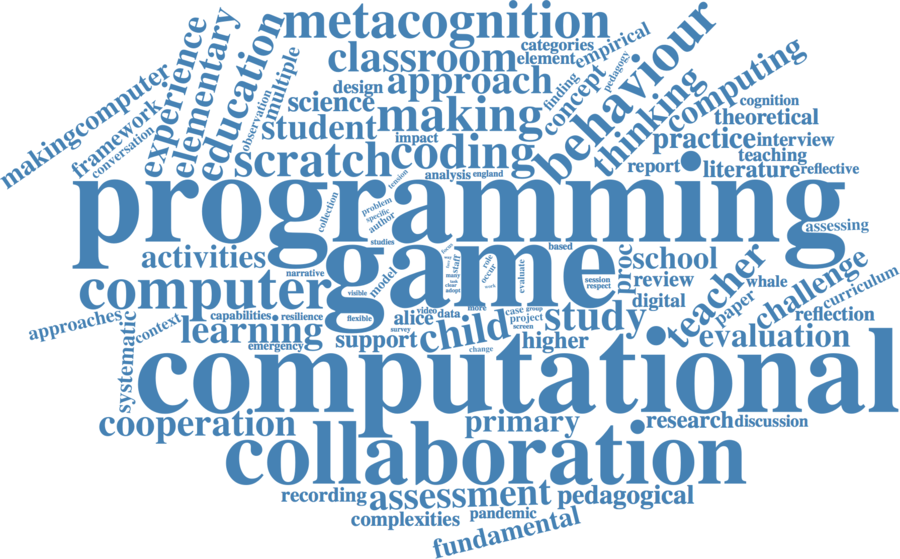 metacognition
categories
classroom
element
empirical
behaviour
approach
pedagogy
finding
concept
thinking
computing
makingcomputer
framework
conversation
experience
elementary
education
observation
multiple
design
science
making
student
impact
scratch
coding
analysis
england
cognition
theoretical
practice
interview
teaching
report
literature
reflective
programming
tension
collection
problem
specific
author
studies
assessing
activities
game
based
proc
school
narrative
model
focus
staff
many
task
clear
adopt
role
occur
work
evaluate
session
respect
review
whale
digital
teacher
paper
challenge
curriculum
reflection
computer
visible
approaches
context
capabilities
resilience
flexible
video
more
case
group
alice
data
project
screen
survey
child
study
learning
emergency
support
change
higher
evaluation
systematic
computational
cooperation
primary
research
discussion
collaboration
recording
assessment
pedagogical
complexities
pandemic
fundamental